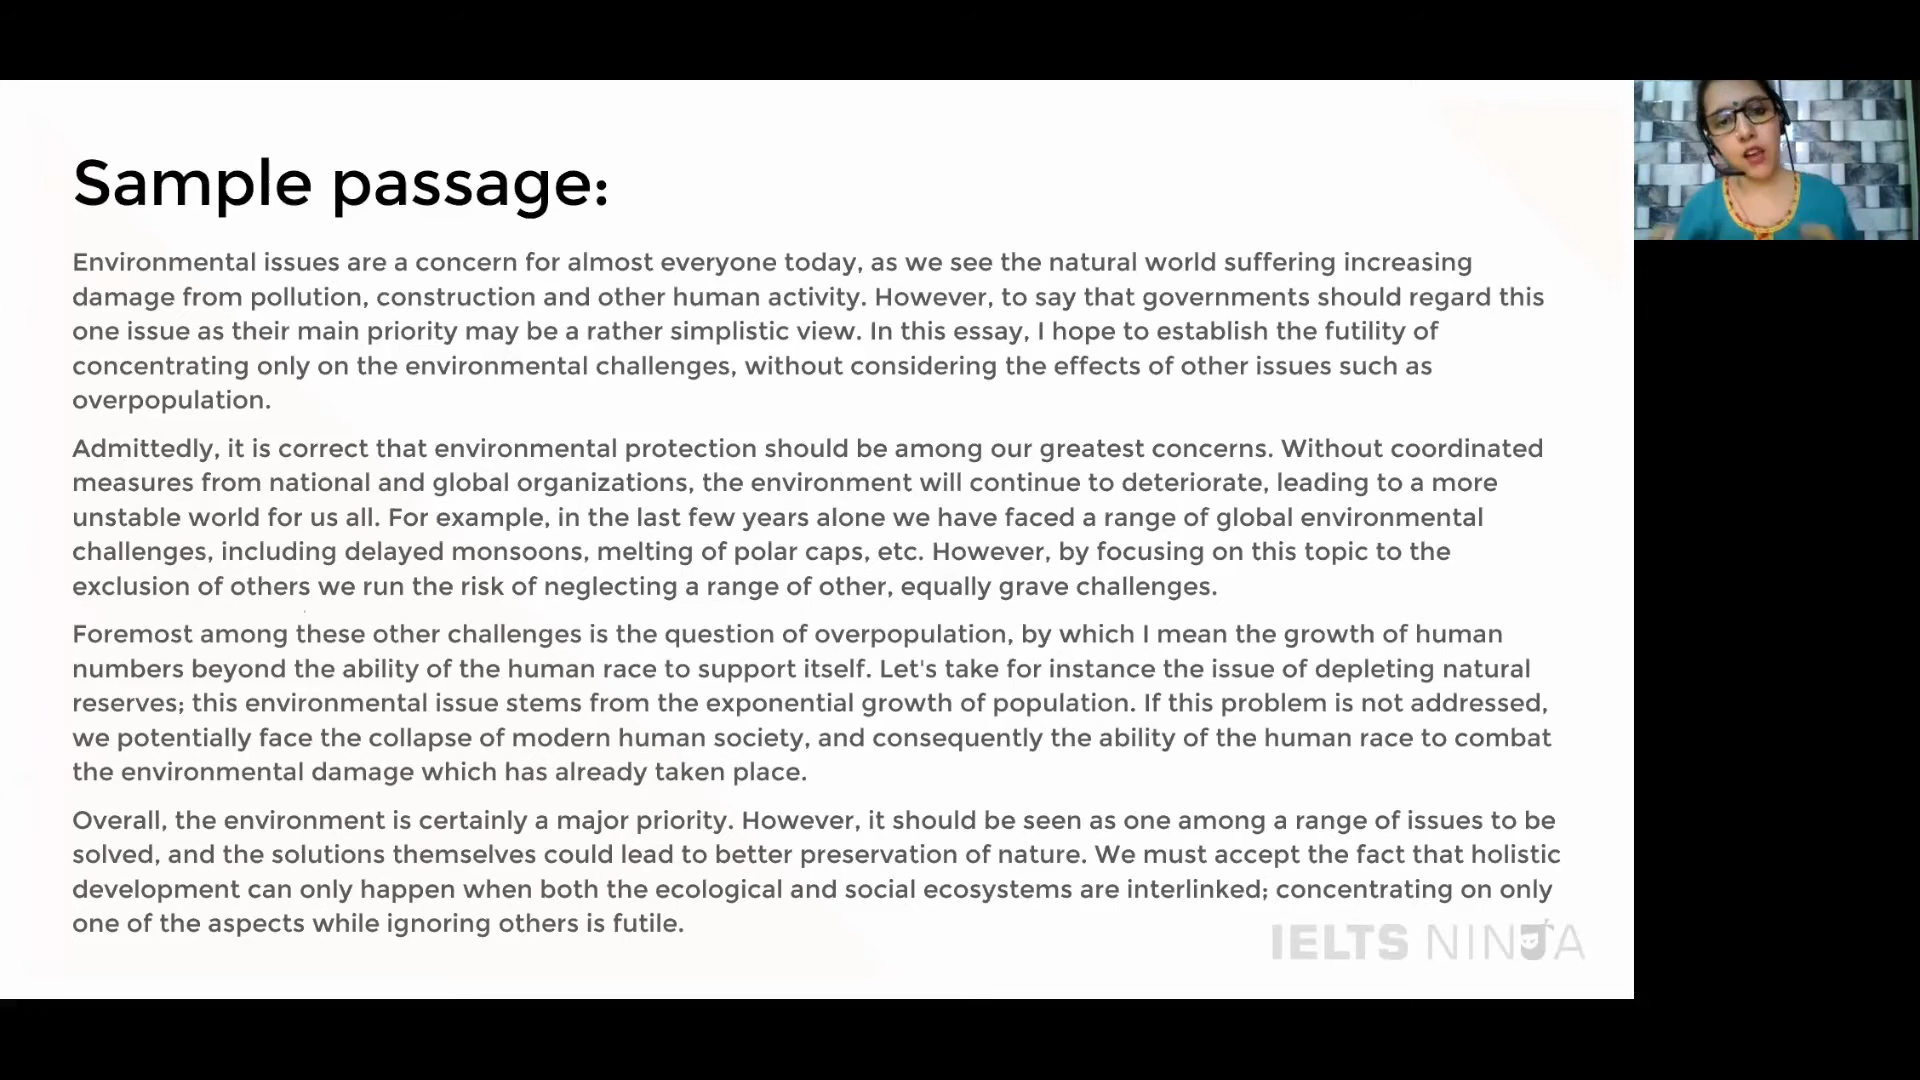 Sample passage:
Environmental issues are a concern for almost everyone today, as we see the natural world suffering increasing
damage from pollution, construction and other human activity. However, to say that governments should regard this
one issue as their main priority may be a rather simplistic view. In this essay, I hope to establish the futility of
concentrating only on the environmental challenges, without considering the effects of other issues such as
overpopulation.
Admittedly, it is correct that environmental protection should be among our greatest concerns. Without coordinated
measures from national and global organizations, the environment will continue to deteriorate, leading to a more
unstable world for us all. For example, in the last few years alone we have faced a range of global environmental
challenges, including delayed monsoons, melting of polar caps, etc. However, by focusing on this topic to the
exclusion of others we run the risk of neglecting a range of other, equally grave challenges.
Foremost among these other challenges is the question of overpopulation, by which I mean the growth of human
numbers beyond the ability of the human race to support itself. Let's take for instance the issue of depleting natural
reserves; this environmental issue stems from the exponential growth of population. If this problem is not addressed,
we potentially face the collapse of modern human society, and consequently the ability of the human race to combat
the environmental damage which has already taken place.
Overall, the environment is certainly a major priority. However, it should be seen as one among a range of issues to be
solved, and the solutions themselves could lead to better preservation of nature. We must accept the fact that holistic
development can only happen when both the ecological and social ecosystems are interlinked; concentrating on only
one of the aspects while ignoring others is futile.
IELTS NINJA